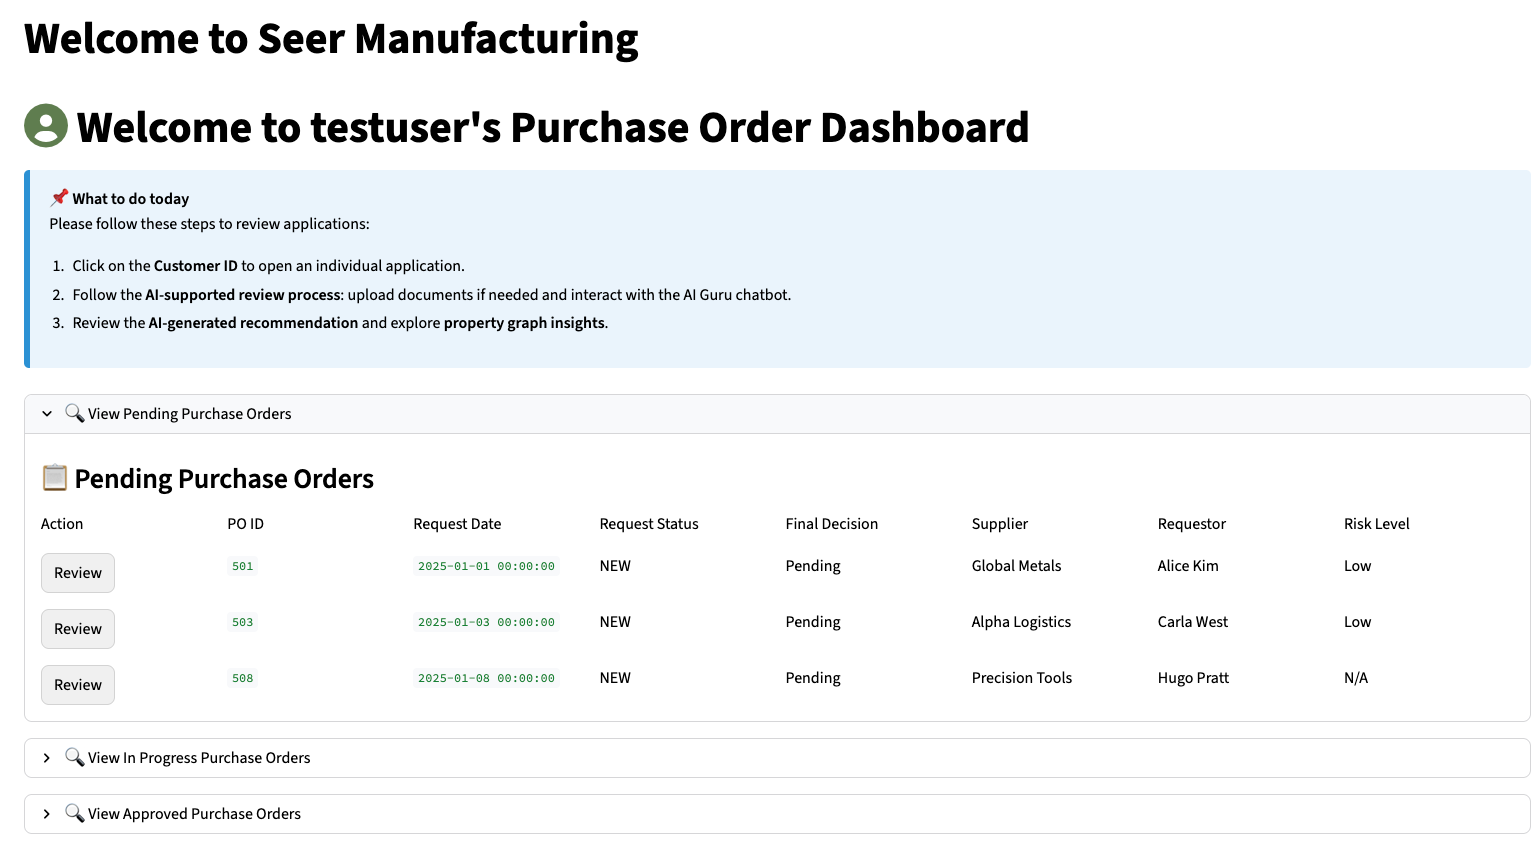 Welcome to Seer Manufacturing
Welcome to testuser's Purchase Order Dashboard
What to do today
Please follow these steps to review applications:
1. Click on the Customer ID to open an individual application.
2. Follow the AI-supported review process: upload documents if needed and interact with the AI Guru chatbot.
3. Review the AI-generated recommendation and explore property graph insights.
View Pending Purchase Orders
Pending Purchase Orders
Action PO ID Request Date Request Status Final Decision Supplier Requestor Risk Level
Review 501 2025-01-01 00:00:00 NEW Pending Global Metals Alice Kim Low
Review 503 2025-01-03 00:00:00 NEW Pending Alpha Logistics Carla West Low
Review 508 2025-01-08 00:00:00 NEW Pending Precision Tools Hugo Pratt N/A
View In Progress Purchase Orders
View Approved Purchase Orders